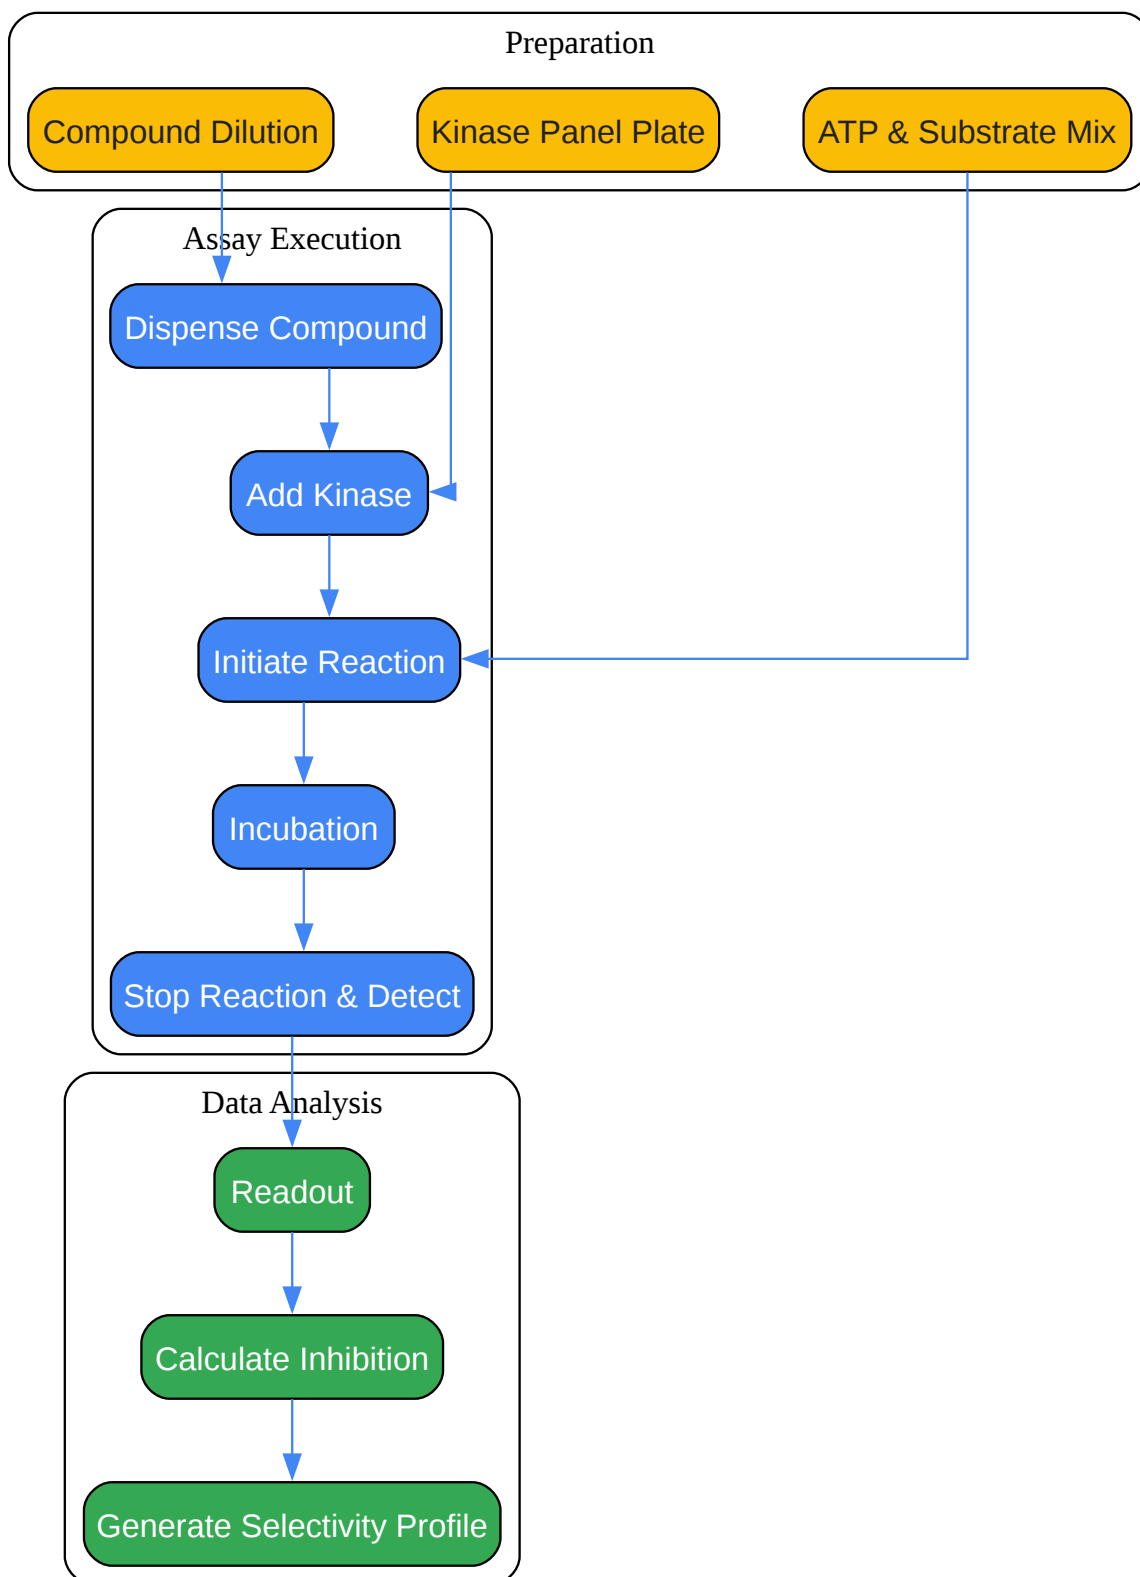 Preparation
Compound Dilution
Kinase Panel Plate
ATP & Substrate Mix
Assay Execution
Dispense Compound
Add Kinase
Initiate Reaction
Incubation
Stop Reaction & Detect
Data Analysis
Readout
Calculate Inhibition
Generate Selectivity Profile